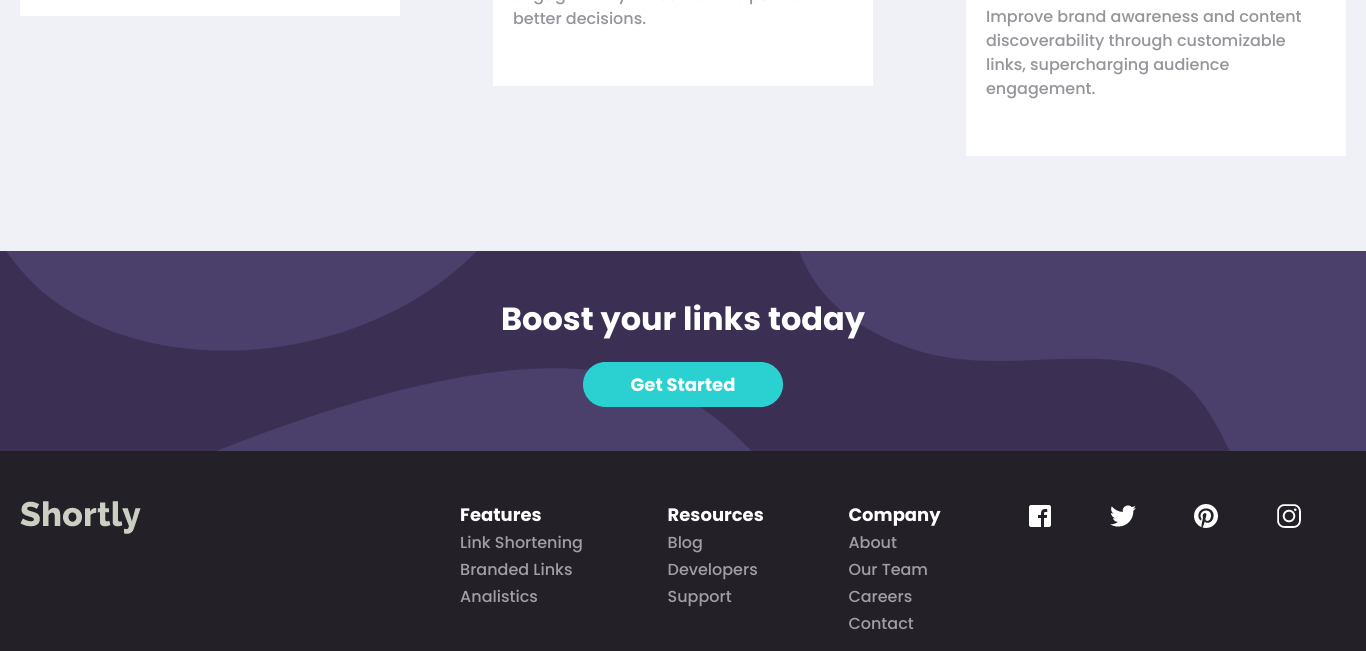 better decisions.
Improve brand awareness and content
discoverability through customizable
links, supercharging audience
engagement.
Boost your links today
Get Started
Shortly
Features
Link Shortening
Branded Links
Analistics
Resources
Blog
Developers
Support
Company
About
Our Team
Careers
Contact